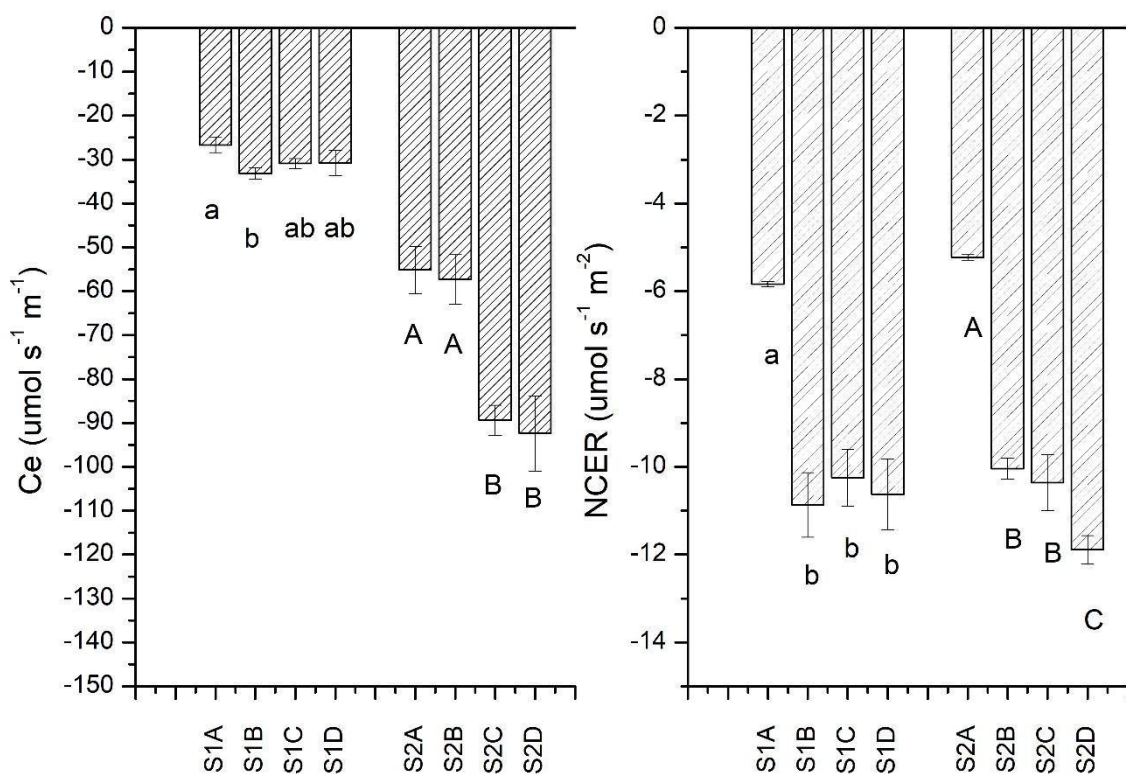 Ce (umol s⁻¹ m⁻¹)
0
-10
-20
-30
-40
-50
-60
-70
-80
-90
-100
-110
-120
-130
-140
-150
a
b
ab
ab
A
A
B
B
S1A
S1B
S1C
S1D
S2A
S2B
S2C
S2D
NCER (umol s⁻¹ m⁻²)
0
-2
-4
-6
-8
-10
-12
-14
a
b
b
b
A
B
B
C
S1A
S1B
S1C
S1D
S2A
S2B
S2C
S2D